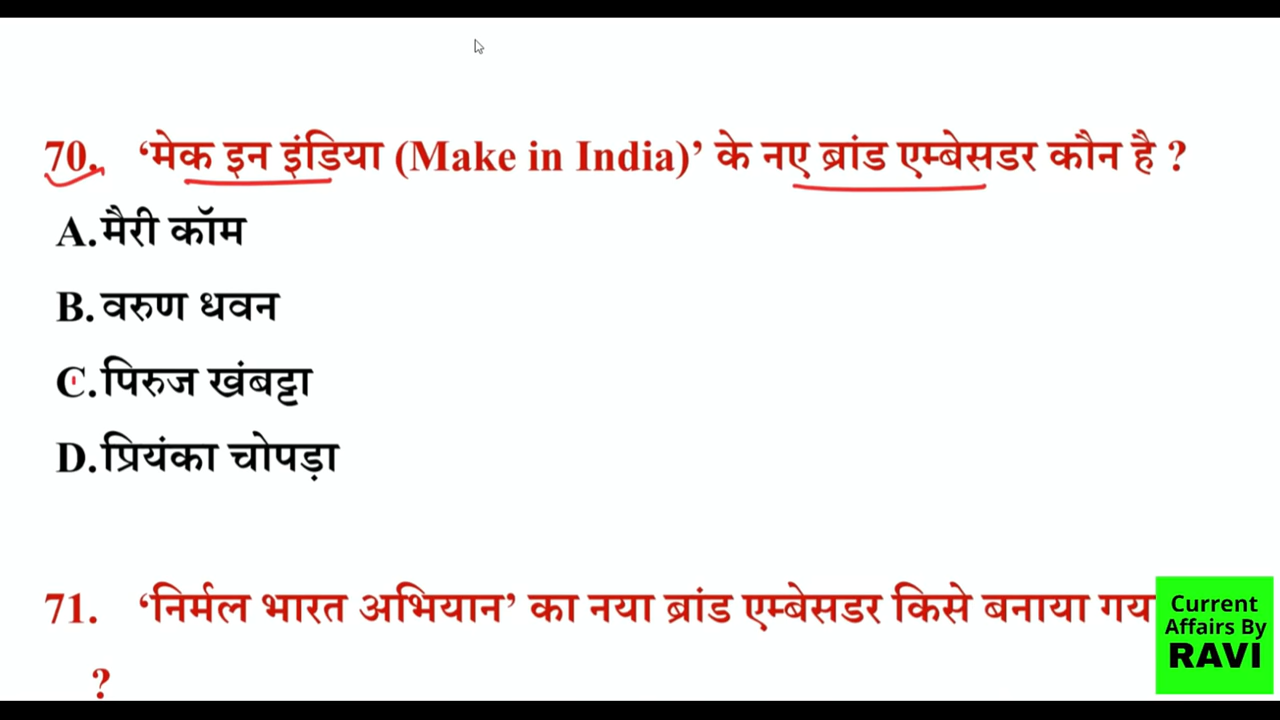 70. ‘मेक इन इंडिया (Make in India)’ के नए ब्रांड एम्बेसडर कौन है ?
A. मैरी कॉम
B. वरुण धवन
C. पिरुज खंबट्टा
D. प्रियंका चोपड़ा
71. ‘निर्मल भारत अभियान’ का नया ब्रांड एम्बेसडर किसे बनाया गय
?
Current
Affairs By
RAVI